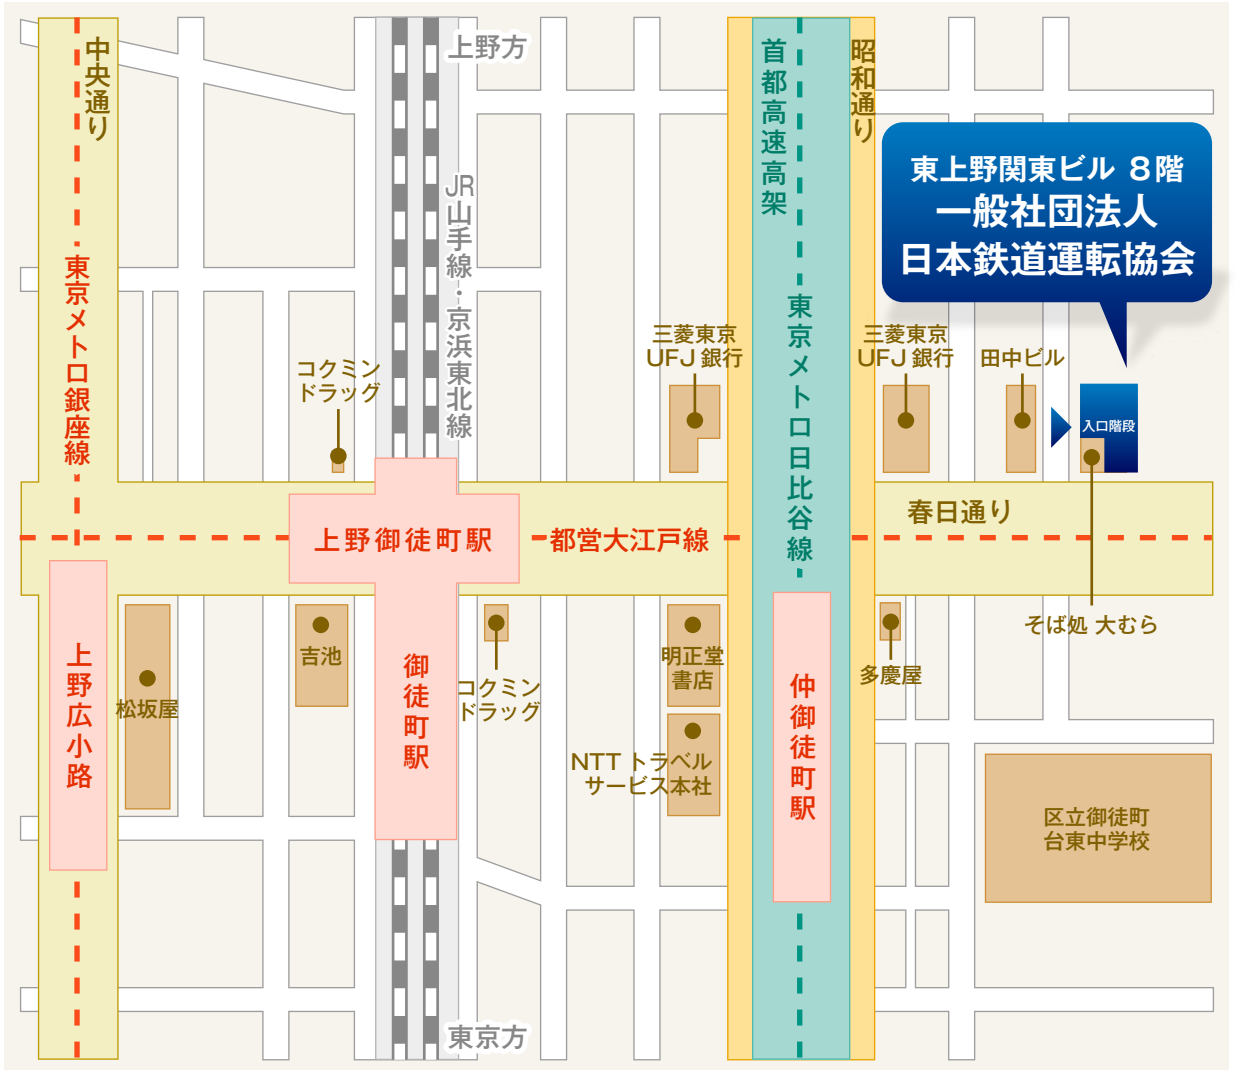 上野方
中央通り
首都高速高架
昭和通り
東上野関東ビル 8階
一般社団法人
日本鉄道運転協会
JR山手線・京浜東北線
東京メトロ銀座線
東京メトロ日比谷線
コクミン
ドラッグ
三菱東京
UFJ 銀行
三菱東京
UFJ 銀行
田中ビル
入口階段
春日通り
上野御徒町駅
都営大江戸線
そば処 大むら
上野広小路
松坂屋
吉池
御徒町駅
コクミン
ドラッグ
明正堂
書店
仲御徒町駅
多慶屋
NTT トラベル
サービス本社
区立御徒町
台東中学校
東京方